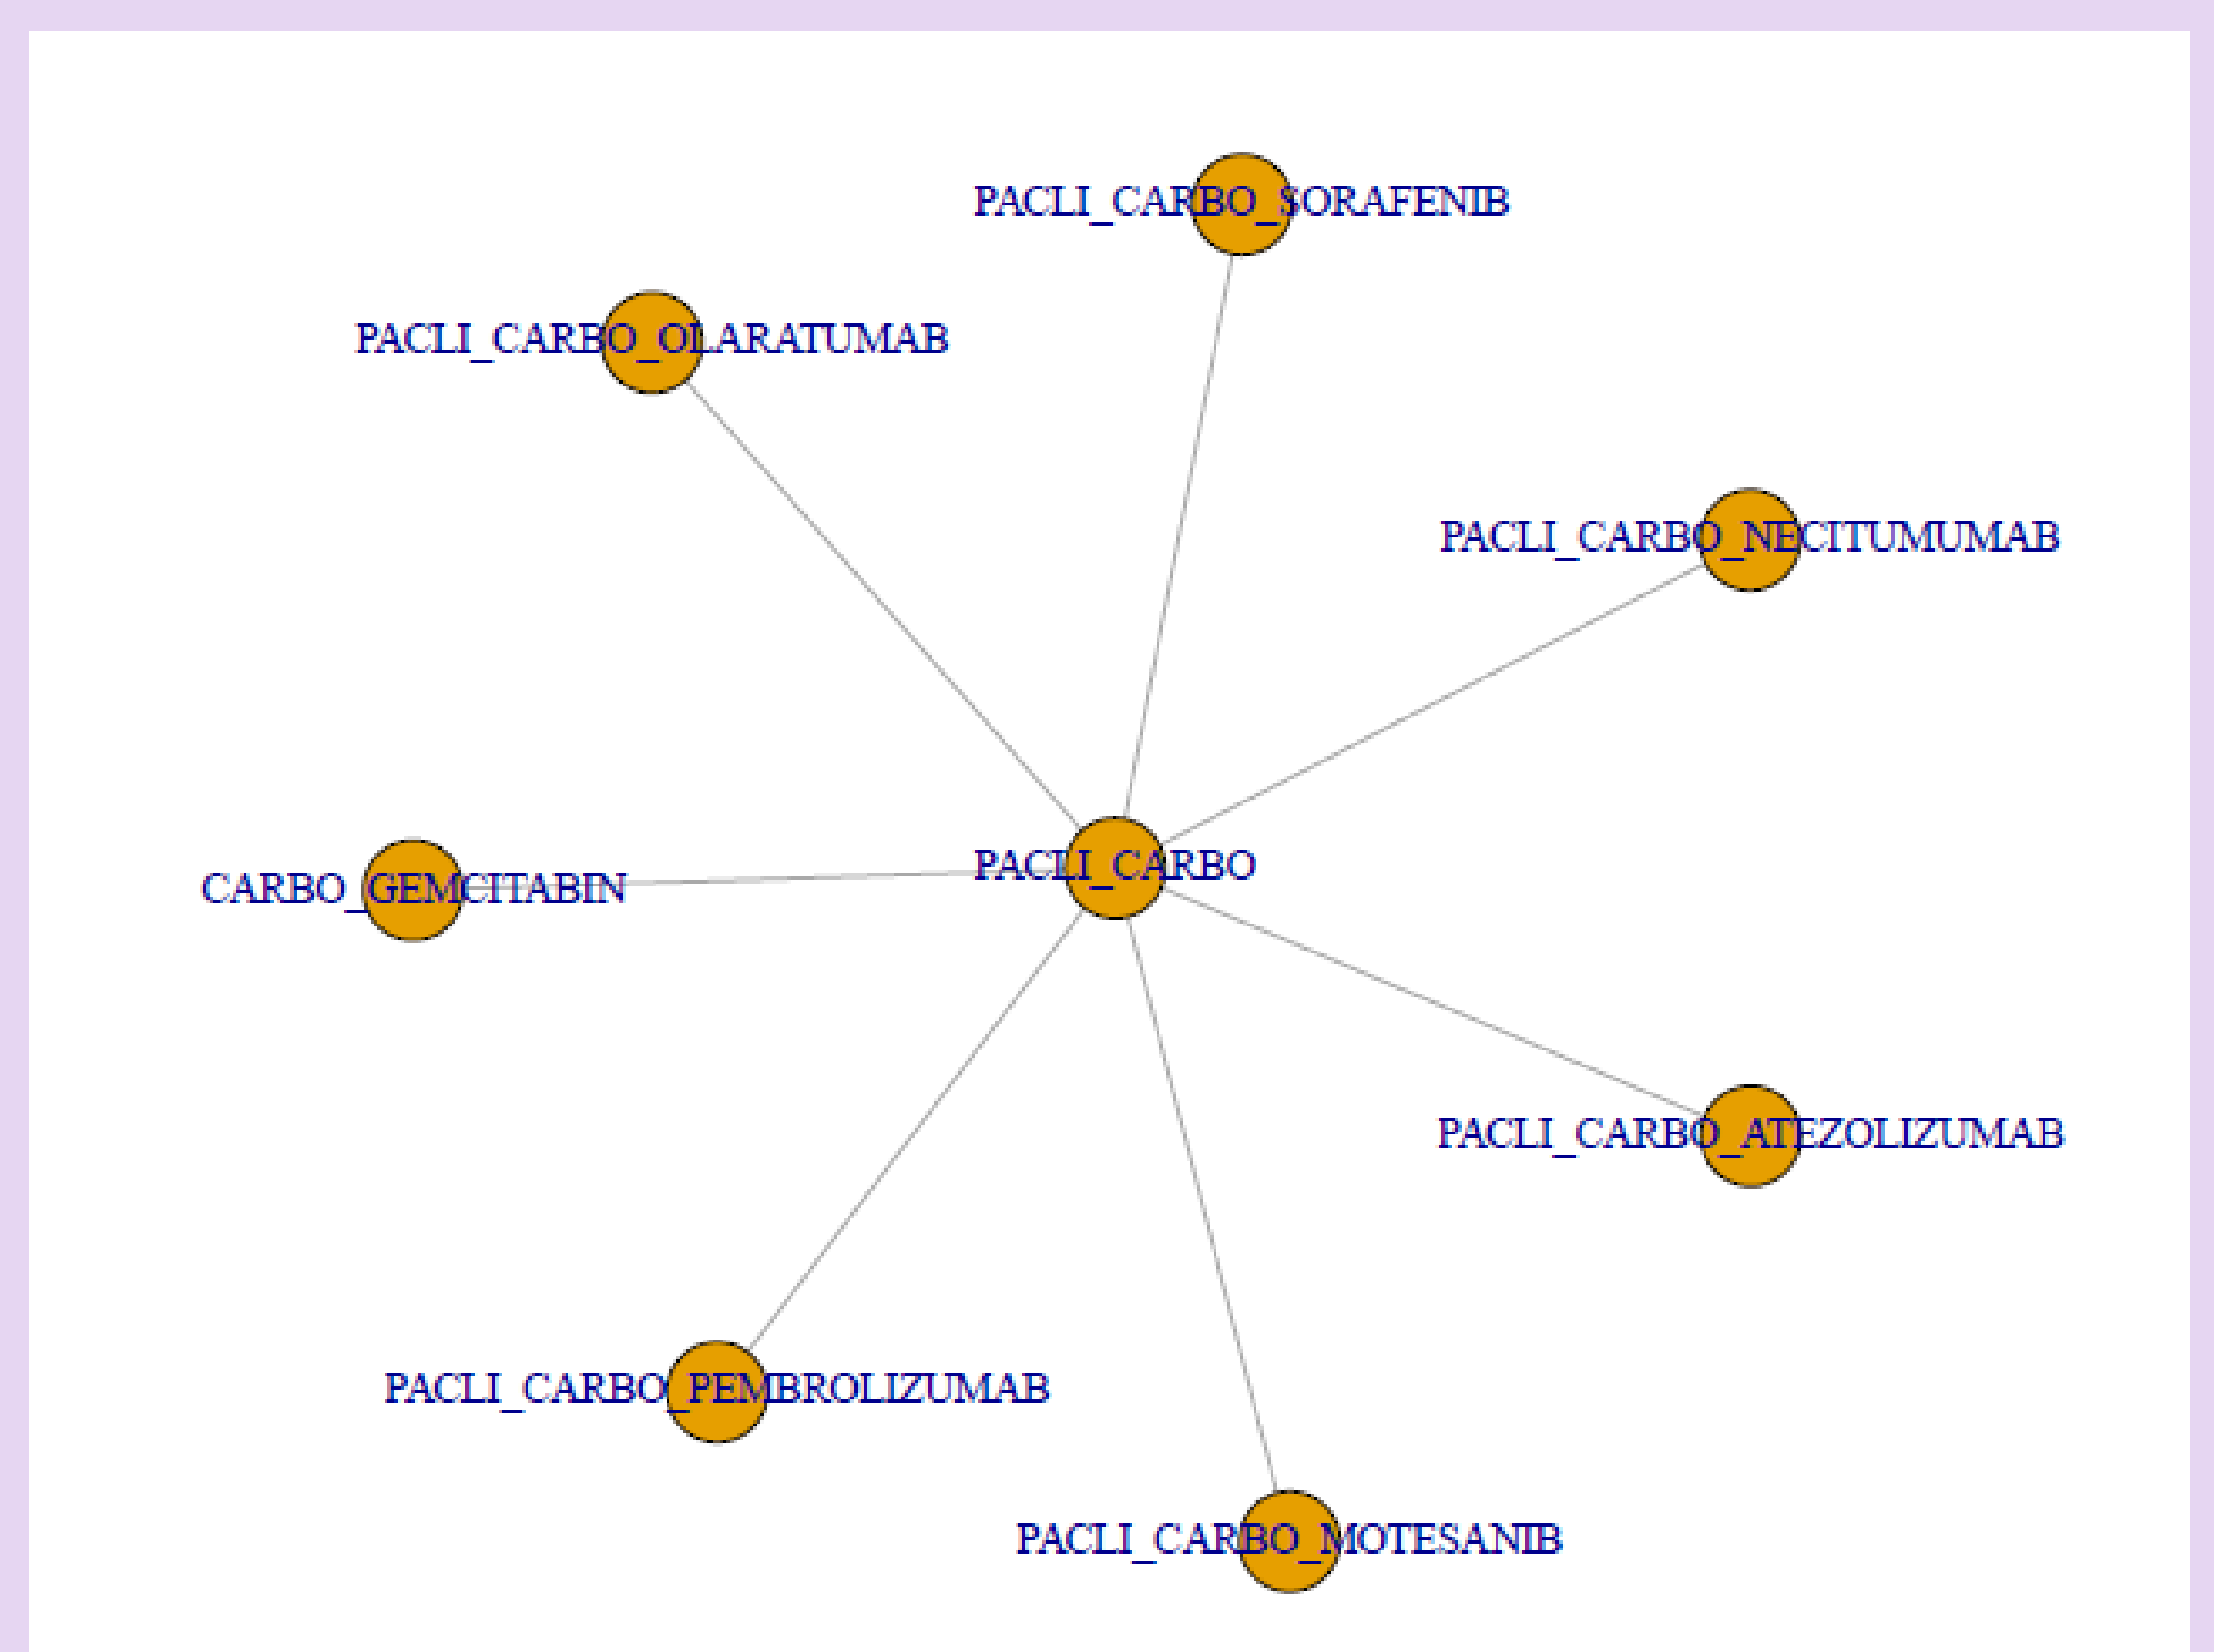 PACLI_CARBO_SORAFENIB
PACLI_CARBO_OLARATUMAB
PACLI_CARBO_NECITUMUMAB
PACLI_CARBO
CARBO_GEMCITABIN
PACLI_CARBO_ATEZOLIZUMAB
PACLI_CARBO_PEMBROLIZUMAB
PACLI_CARBO_MOTESANIB